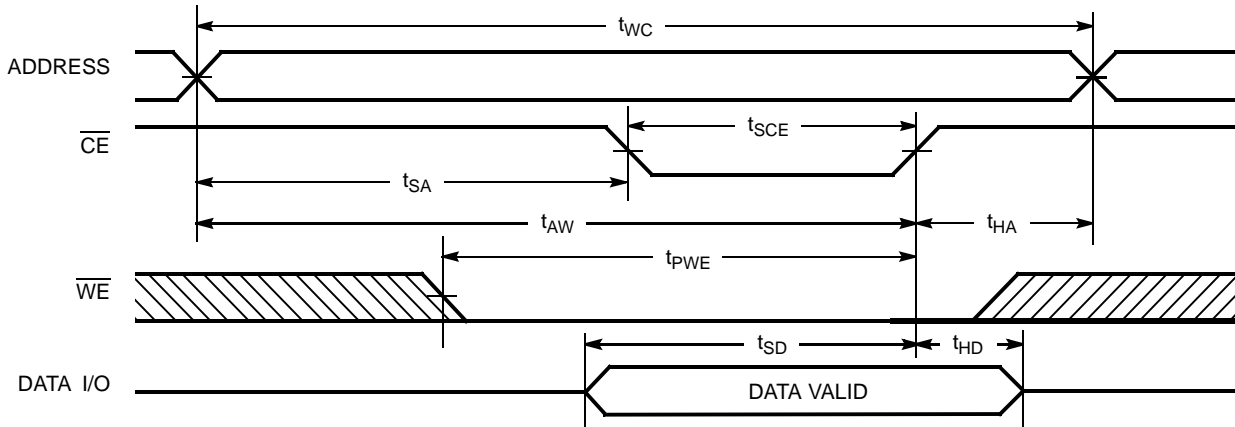 tWC
ADDRESS
CE
tSCE
tSA
tAW
tHA
tPWE
WE
tSD
tHD
DATA I/O
DATA VALID